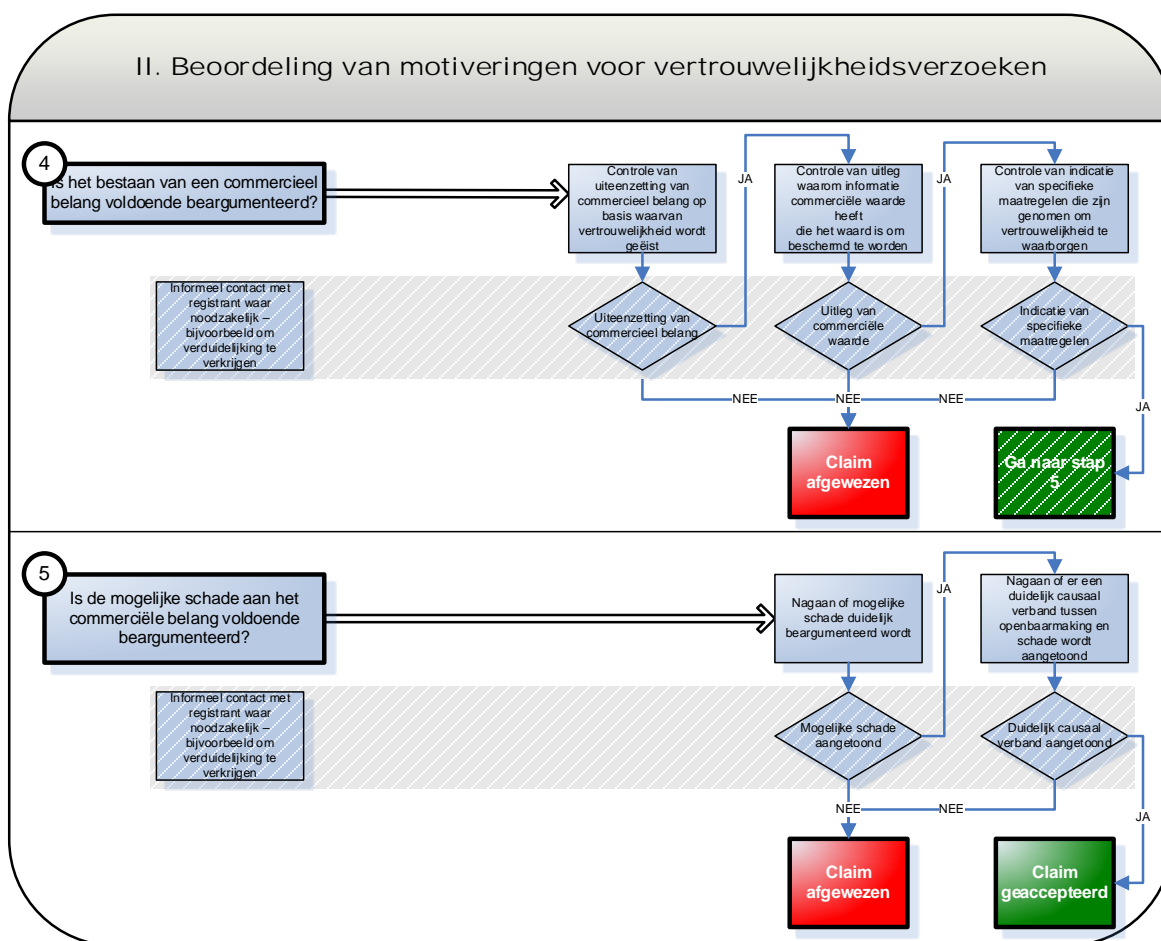 II. Beoordeling van motiveringen voor vertrouwelijkheidsverzoeken
4
Is het bestaan van een commercieel
belang voldoende beargumenteerd?
Controle van
uiteenzetting van
commercieel belang op
basis waarvan
vertrouwelijkheid wordt
geëist
JA
Controle van uitleg
waarom informatie
commerciële waarde
heeft
die het waard is om
beschermd te worden
JA
Controle van indicatie
van specifieke
maatregelen die zijn
genomen om
vertrouwelijkheid te
waarborgen
Informeel contact met
registrant waar
noodzakelijk –
bijvoorbeeld om
verduidelijking te
verkrijgen
Uiteenzetting van
commercieel belang
Uitleg van
commerciële
waarde
Indicatie van
specifieke
maatregelen
NEE
NEE
NEE
JA
Claim
afgewezen
Ga naar stap
5
5
Is de mogelijke schade aan het
commerciële belang voldoende
beargumenteerd?
Nagaan of mogelijke
schade duidelijk
beargumenteerd wordt
JA
Nagaan of er een
duidelijk causaal
verband tussen
openbaarmaking en
schade wordt
aangetoond
Informeel contact met
registrant waar
noodzakelijk –
bijvoorbeeld om
verduidelijking te
verkrijgen
Mogelijke schade
aangetoond
Duidelijk causaal
verband aangetoond
NEE
NEE
JA
Claim
afgewezen
Claim
geaccepteerd